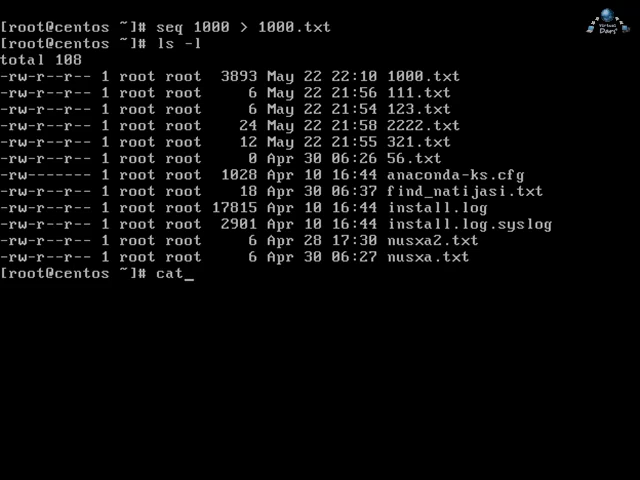 Virtual
Dars
[root@centos ~]# seq 1000 > 1000.txt
[root@centos ~]# ls -l
total 108
-rw-r--r-- 1 root root  3893 May 22 22:10 1000.txt
-rw-r--r-- 1 root root     6 May 22 21:56 111.txt
-rw-r--r-- 1 root root     6 May 22 21:54 123.txt
-rw-r--r-- 1 root root    24 May 22 21:58 2222.txt
-rw-r--r-- 1 root root    12 May 22 21:55 321.txt
-rw-r--r-- 1 root root     0 Apr 30 06:26 56.txt
-rw------- 1 root root  1028 Apr 10 16:44 anaconda-ks.cfg
-rw-r--r-- 1 root root    18 Apr 30 06:37 find_natijasi.txt
-rw-r--r-- 1 root root 17815 Apr 10 16:44 install.log
-rw-r--r-- 1 root root  2901 Apr 10 16:44 install.log.syslog
-rw-r--r-- 1 root root     6 Apr 28 17:30 nusxa2.txt
-rw-r--r-- 1 root root     6 Apr 30 06:27 nusxa.txt
[root@centos ~]# cat_